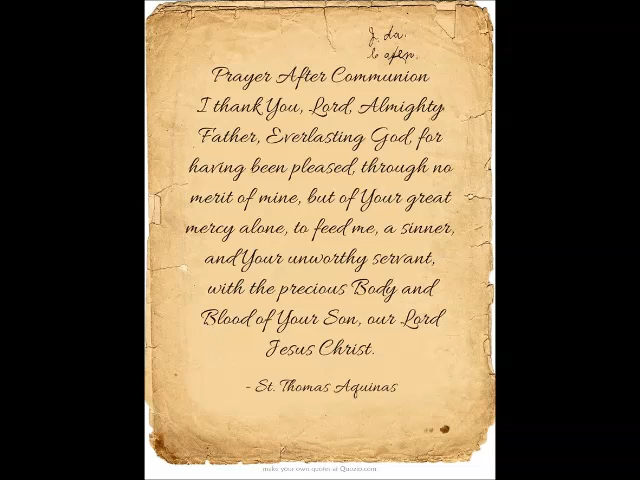 Prayer After Communion
I thank You, Lord, Almighty
Father, Everlasting God, for
having been pleased, through no
merit of mine, but of Your great
mercy alone, to feed me, a sinner,
and Your unworthy servant,
with the precious Body and
Blood of Your Son, our Lord
Jesus Christ.
- St. Thomas Aquinas
make your own quotes at Quozio.com